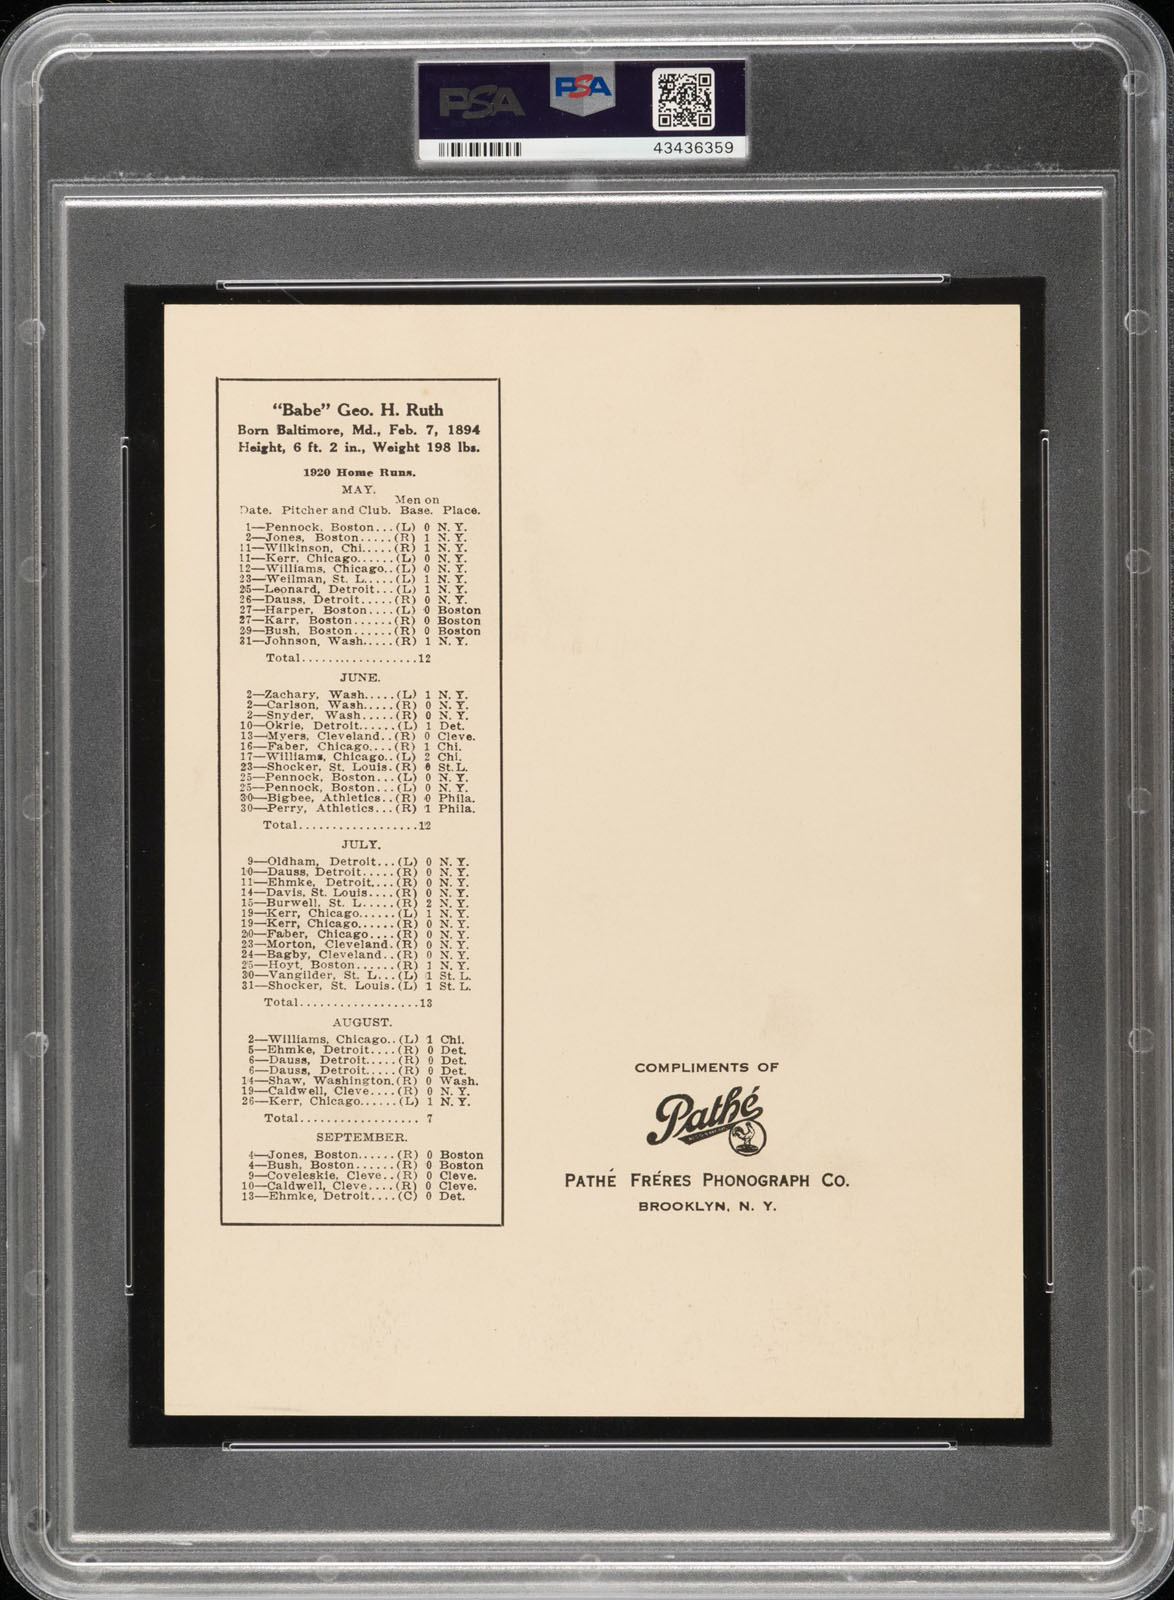 PSA
PSA
43436359
"Babe" Geo. H. Ruth
Born Baltimore, Md., Feb. 7, 1894
Height, 6 ft. 2 in., Weight 198 lbs.
1920 Home Runs.
MAY.
Men on
Date. Pitcher and Club. Base. Place.
1—Pennock, Boston...(L) 0 N. Y.
2—Jones, Boston.....(R) 1 N. Y.
11—Wilkinson, Chi.....(R) 1 N. Y.
11—Kerr, Chicago......(L) 0 N. Y.
12—Williams, Chicago..(L) 0 N. Y.
23—Weilman, St. L.....(L) 1 N. Y.
25—Leonard, Detroit...(L) 1 N. Y.
26—Dauss, Detroit.....(R) 0 N. Y.
27—Harper, Boston....(L) 0 Boston
27—Karr, Boston......(R) 0 Boston
29—Bush, Boston......(R) 0 Boston
31—Johnson, Wash.....(R) 1 N. Y.
Total..................12
JUNE.
2—Zachary, Wash.....(L) 1 N. Y.
2—Carlson, Wash.....(R) 0 N. Y.
2—Snyder, Wash.....(R) 0 N. Y.
10—Okrie, Detroit......(L) 1 Det.
13—Myers, Cleveland..(R) 0 Cleve.
16—Faber, Chicago....(R) 1 Chi.
17—Williams, Chicago..(L) 2 Chi.
23—Shocker, St. Louis.(R) 0 St.L.
25—Pennock, Boston...(L) 0 N. Y.
25—Pennock, Boston...(L) 0 N. Y.
30—Bigbee, Athletics..(R) 0 Phila.
30—Perry, Athletics...(R) 1 Phila.
Total..................12
JULY.
9—Oldham, Detroit...(L) 0 N. Y.
10—Dauss, Detroit.....(R) 0 N. Y.
11—Ehmke, Detroit....(R) 0 N. Y.
14—Davis, St. Louis....(R) 0 N. Y.
15—Burwell, St. L.....(R) 2 N. Y.
19—Kerr, Chicago......(L) 1 N. Y.
19—Kerr, Chicago.....(R) 0 N. Y.
20—Faber, Chicago....(R) 0 N. Y.
23—Morton, Cleveland.(R) 0 N. Y.
24—Bagby, Cleveland..(R) 0 N. Y.
25—Hoyt, Boston......(R) 1 N. Y.
30—Vangilder, St. L...(L) 1 St. L.
31—Shocker, St. Louis.(L) 1 St. L.
Total..................13
AUGUST.
2—Williams, Chicago..(L) 1 Chi.
5—Ehmke, Detroit....(R) 0 Det.
6—Dauss, Detroit.....(R) 0 Det.
6—Dauss, Detroit.....(R) 0 Det.
14—Shaw, Washington.(R) 0 Wash.
19—Caldwell, Cleve....(R) 0 N. Y.
26—Kerr, Chicago......(L) 1 N. Y.
Total.................. 7
SEPTEMBER.
4—Jones, Boston......(R) 0 Boston
4—Bush, Boston......(R) 0 Boston
9—Coveleskie, Cleve..(R) 0 Cleve.
10—Caldwell, Cleve....(R) 0 Cleve.
13—Ehmke, Detroit....(C) 0 Det.
COMPLIMENTS OF
Pathé
PATHÉ FRÉRES PHONOGRAPH CO.
BROOKLYN, N. Y.